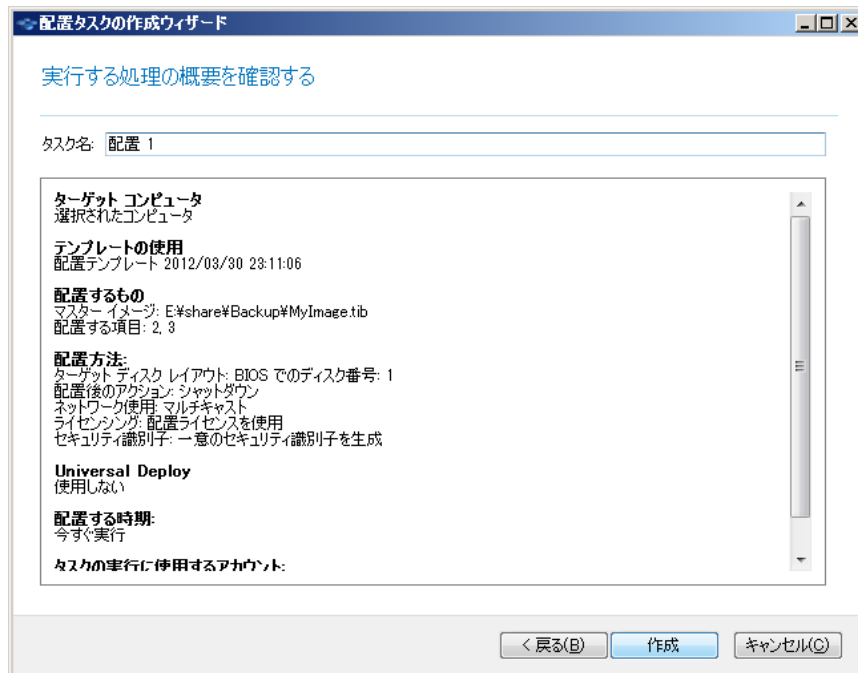 配置タスクの作成ウィザード
実行する処理の概要を確認する
タスク名: 配置 1
ターゲット コンピュータ
選択されたコンピュータ
テンプレートの使用
配置テンプレート 2012/03/30 23:11:06
配置するもの
マスター イメージ: E:¥share¥Backup¥MyImage.tib
配置する項目: 2, 3
配置方法:
ターゲット ディスク レイアウト: BIOS でのディスク番号: 1
配置後のアクション: シャットダウン
ネットワーク使用: マルチキャスト
ライセンシング: 配置ライセンスを使用
セキュリティ識別子: 一意のセキュリティ識別子を生成
Universal Deploy
使用しない
配置する時期:
今すぐ実行
タスクの実行に使用するアカウント:
< 戻る(B)
作成
キャンセル(C)